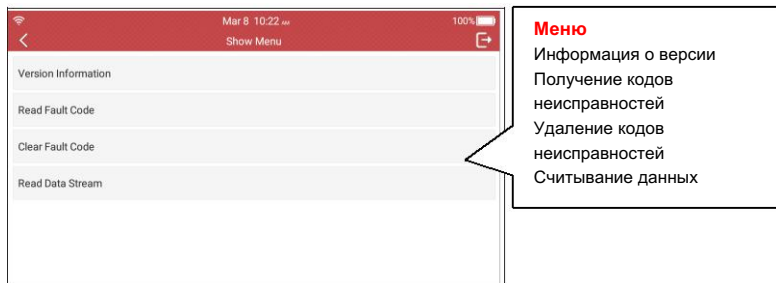 Mar 8 10:22
100%
Show Menu
Version Information
Read Fault Code
Clear Fault Code
Read Data Stream
Меню
Информация о версии
Получение кодов
неисправностей
Удаление кодов
неисправностей
Считывание данных